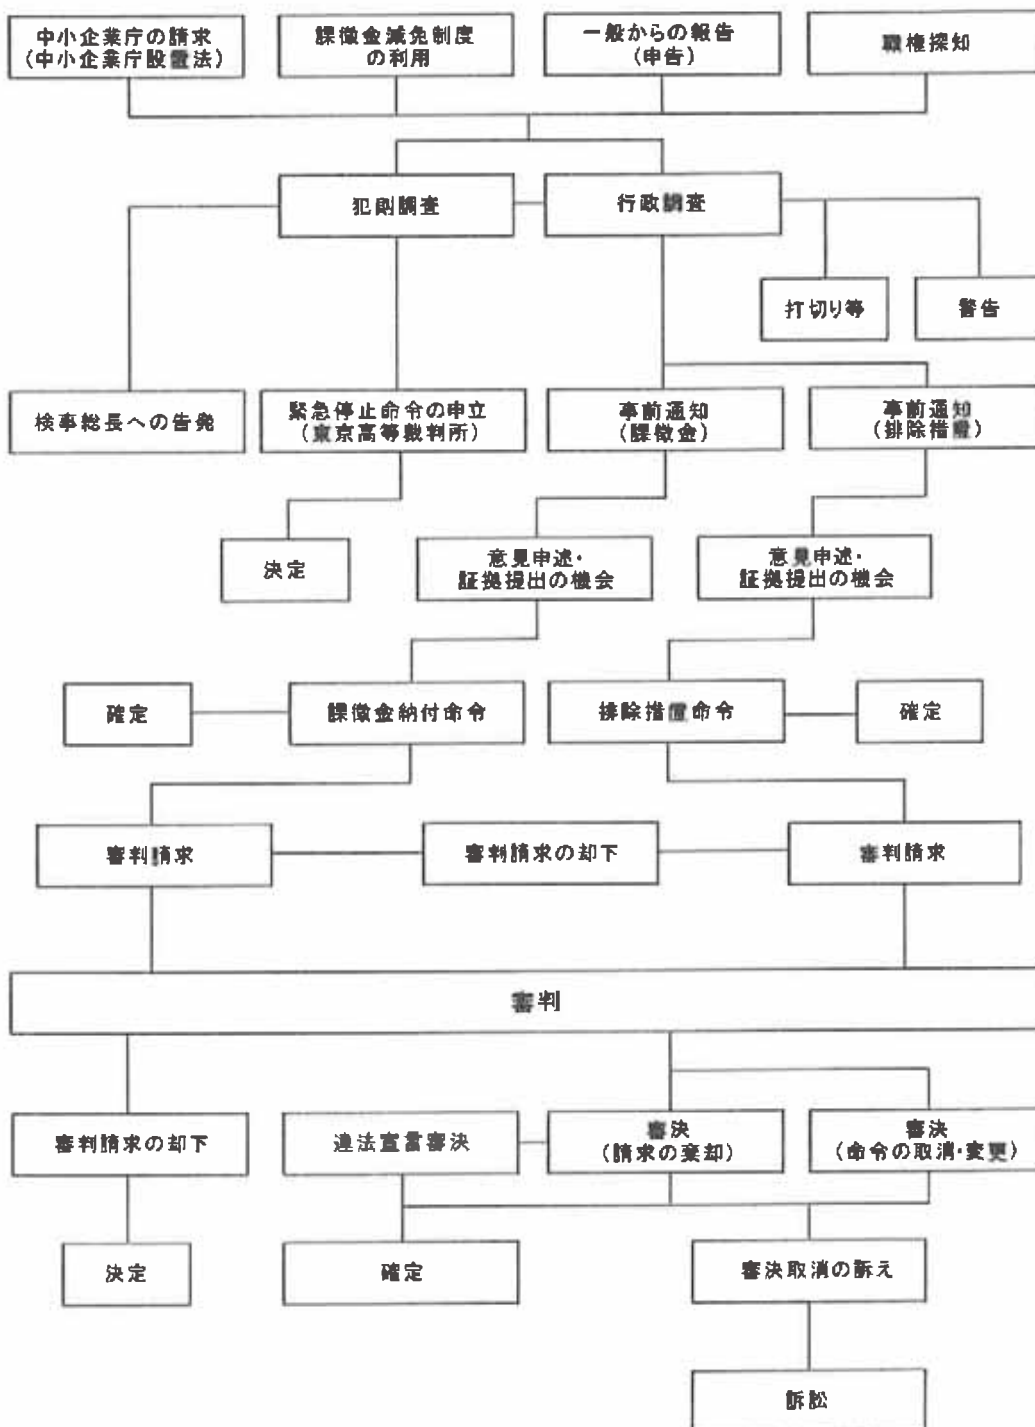 中小企業庁の請求
(中小企業庁設置法)
課徴金減免制度
の利用
一般からの報告
(申告)
職権探知
犯則調査
行政調査
打切り等
警告
検事総長への告発
緊急停止命令の申立
(東京高等裁判所)
事前通知
(課徴金)
事前通知
(排除措置)
決定
意見申述・
証拠提出の機会
意見申述・
証拠提出の機会
確定
課徴金納付命令
排除措置命令
確定
審判請求
審判請求の却下
審判請求
審判
審判請求の却下
違法宣言審決
審決
(請求の棄却)
審決
(命令の取消・変更)
決定
確定
審決取消の訴え
訴訟